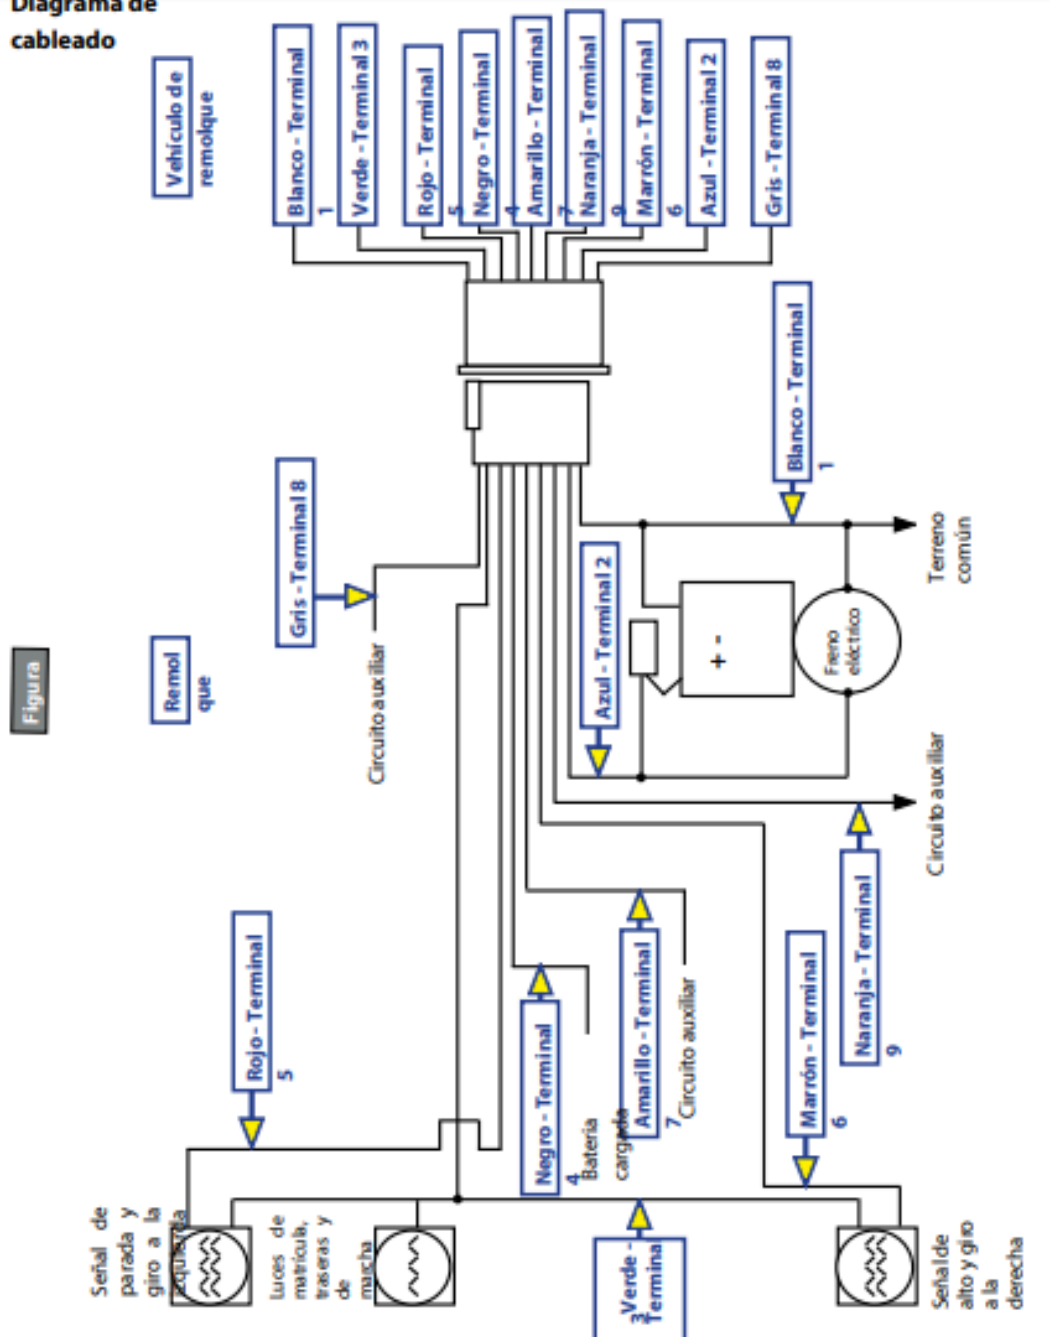 Diagrama de
cableado
Figura
Vehículo de
remolque
Blanco - Terminal
1
Verde - Terminal 3
Rojo - Terminal
5
Negro - Terminal
4
Amarillo - Terminal
7
Naranja - Terminal
9
Marrón - Terminal
6
Azul - Terminal 2
Gris - Terminal 8
Remol
que
Gris - Terminal 8
Circuito auxiliar
Blanco - Terminal
1
Terreno
común
Azul - Terminal 2
+ -
Freno
eléctrico
Circuito auxiliar
Rojo - Terminal
5
Negro - Terminal
4
Bateria
cargada
Amarillo - Terminal
7
Circuito auxiliar
Marrón - Terminal
6
Naranja - Terminal
9
Señal de
parada y
giro a la
izquierda
Luces de
matrícula,
traseras y
de
marcha
Verde -
Terminal
3
Señal de
alto y giro
a la
derecha